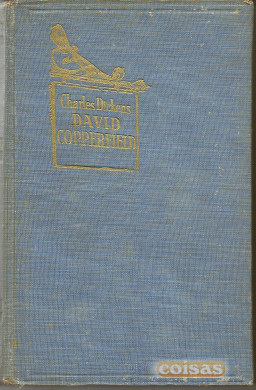 Charles Dickens
DAVID
COPPERFIELD
coisas